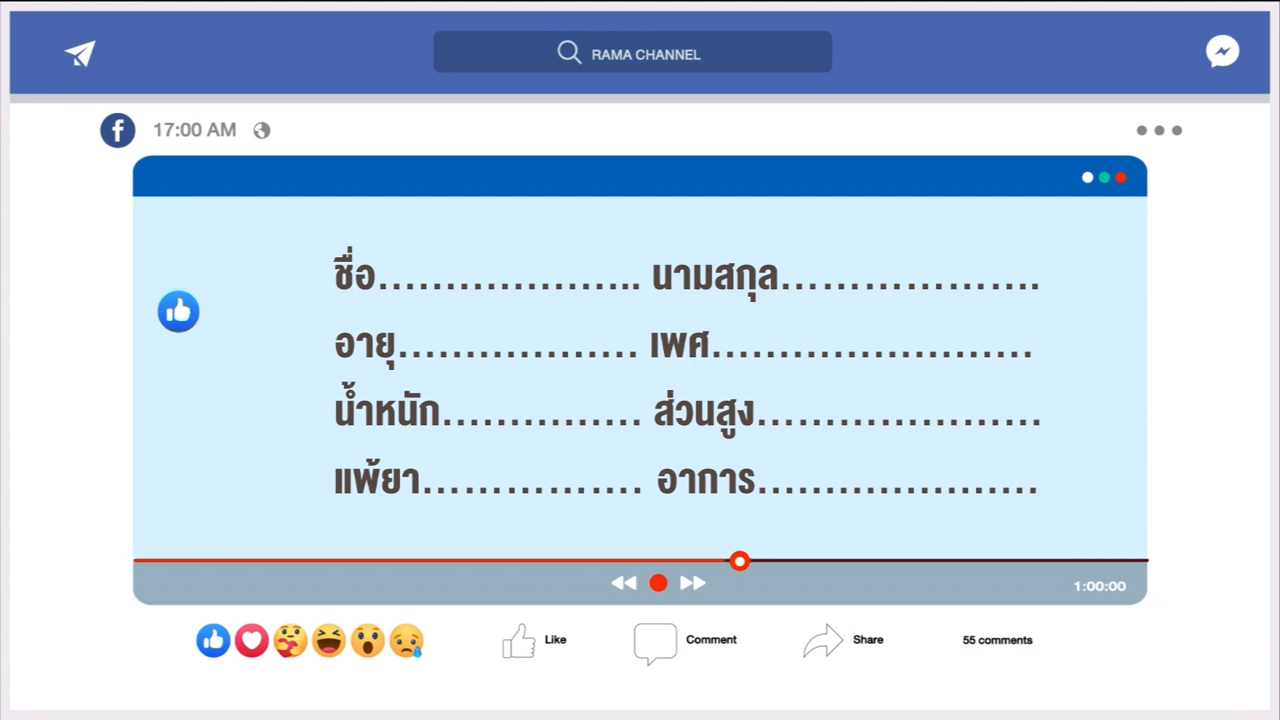 RAMA CHANNEL
17:00 AM
ชื่อ..................... นามสกุล.....................
อายุ.................. เพศ........................
น้ำหนัก............... ส่วนสูง.....................
แพ้ยา................ อาการ.....................
1:00:00
Like Comment Share 55 comments